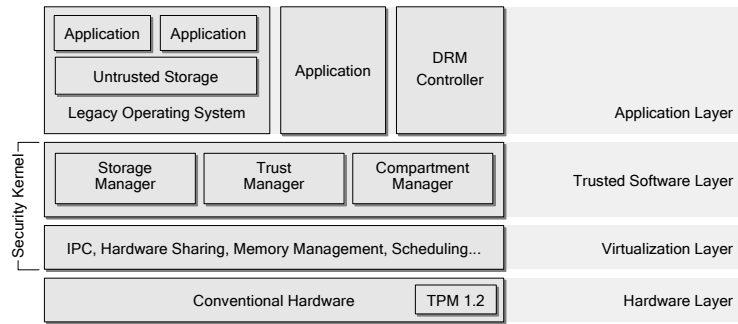 Application
Application
Untrusted Storage
Legacy Operating System
Application
DRM
Controller
Application Layer
Security Kernel
Storage
Manager
Trust
Manager
Compartment
Manager
Trusted Software Layer
IPC, Hardware Sharing, Memory Management, Scheduling...
Virtualization Layer
Conventional Hardware
TPM 1.2
Hardware Layer